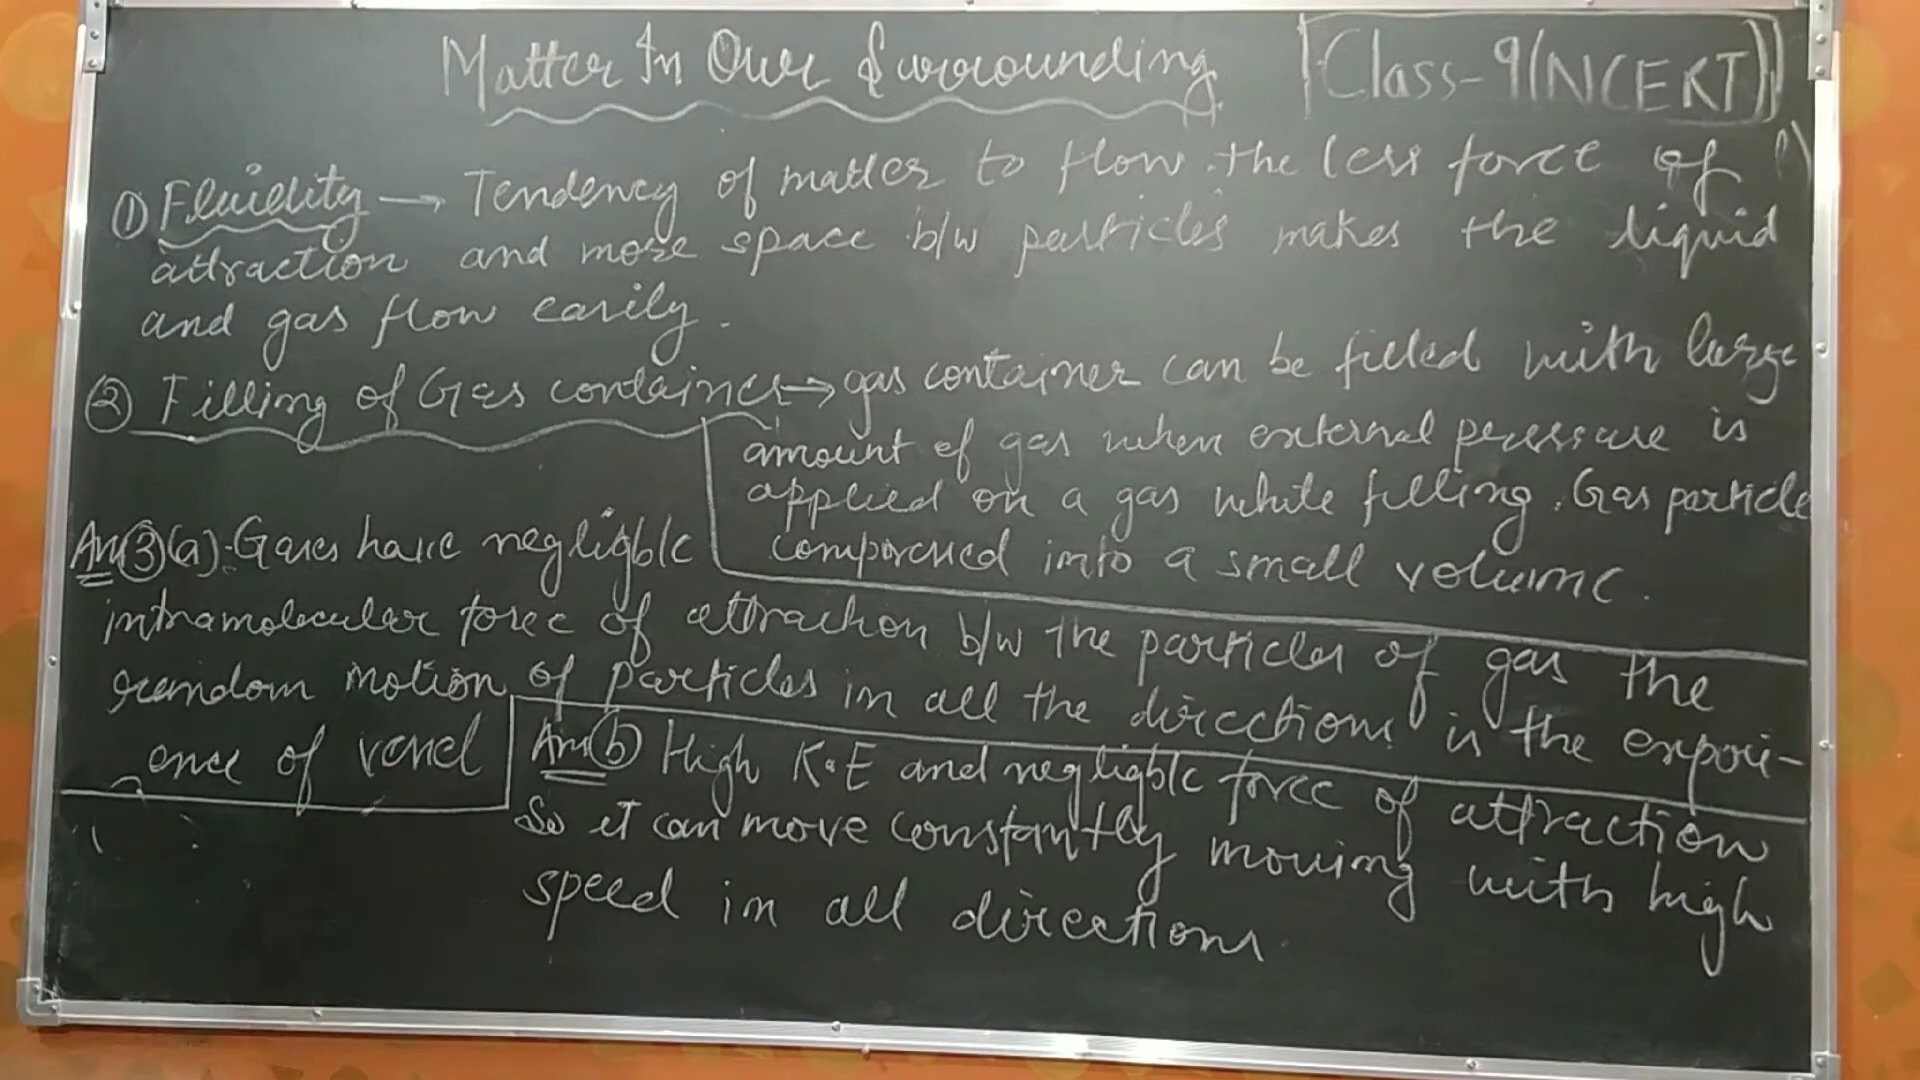 Matter In Our Surrounding
Class-9(NCERT)
① Fluidity → Tendency of matter to flow. the less force of
attraction and more space b/w particles makes the liquid
and gas flow easily.
② Filling of Gas container → gas container can be filled with large
amount of gas when external pressure is
applied on a gas while filling. Gas particle
compressed into a small volume.
Ans③(a):- Gases have negligble
intramolecular force of attraction b/w the particles of gas the
random motion of particles in all the directions is the experi-
ence of vessel
Ans(b) High K.E and negligble force of attraction
So it can move constantly moving with high
speed in all directions